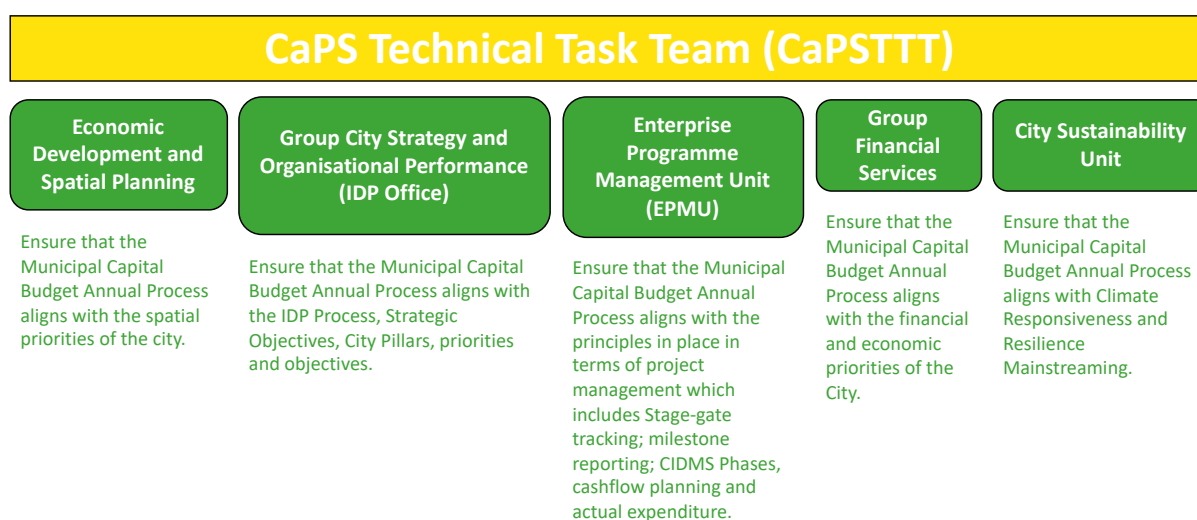 CaPS Technical Task Team (CaPSTTT)
Economic
Development and
Spatial Planning
Ensure that the
Municipal Capital
Budget Annual Process
aligns with the spatial
priorities of the city.
Group City Strategy and
Organisational Performance
(IDP Office)
Ensure that the Municipal Capital
Budget Annual Process aligns with
the IDP Process, Strategic
Objectives, City Pillars, priorities
and objectives.
Enterprise
Programme
Management Unit
(EPMU)
Ensure that the Municipal
Capital Budget Annual
Process aligns with the
principles in place in
terms of project
management which
includes Stage-gate
tracking; milestone
reporting; CIDMS Phases,
cashflow planning and
actual expenditure.
Group
Financial
Services
Ensure that the
Municipal Capital
Budget Annual
Process aligns
with the financial
and economic
priorities of the
City.
City Sustainability
Unit
Ensure that the
Municipal Capital
Budget Annual Process
aligns with Climate
Responsiveness and
Resilience
Mainstreaming.